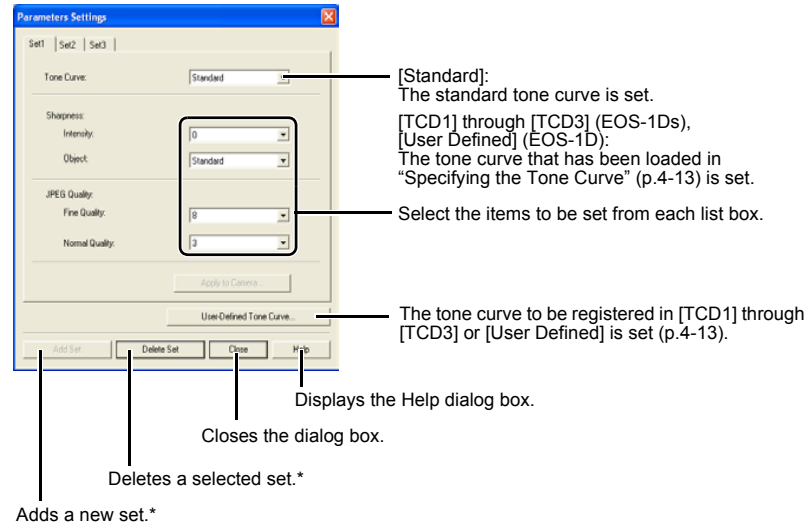 Parameters Settings
Set1 Set2 Set3
Tone Curve: Standard
[Standard]:
The standard tone curve is set.
[TCD1] through [TCD3] (EOS-1Ds),
[User Defined] (EOS-1D):
The tone curve that has been loaded in
“Specifying the Tone Curve” (p.4-13) is set.
Sharpness:
Intensity: 0
Object: Standard
JPEG Quality:
Fine Quality: 8
Select the items to be set from each list box.
Normal Quality: 3
Apply to Camera...
User-Defined Tone Curve...
The tone curve to be registered in [TCD1] through
[TCD3] or [User Defined] is set (p.4-13).
Add Set Delete Set Close Help
Displays the Help dialog box.
Closes the dialog box.
Deletes a selected set.*
Adds a new set.*